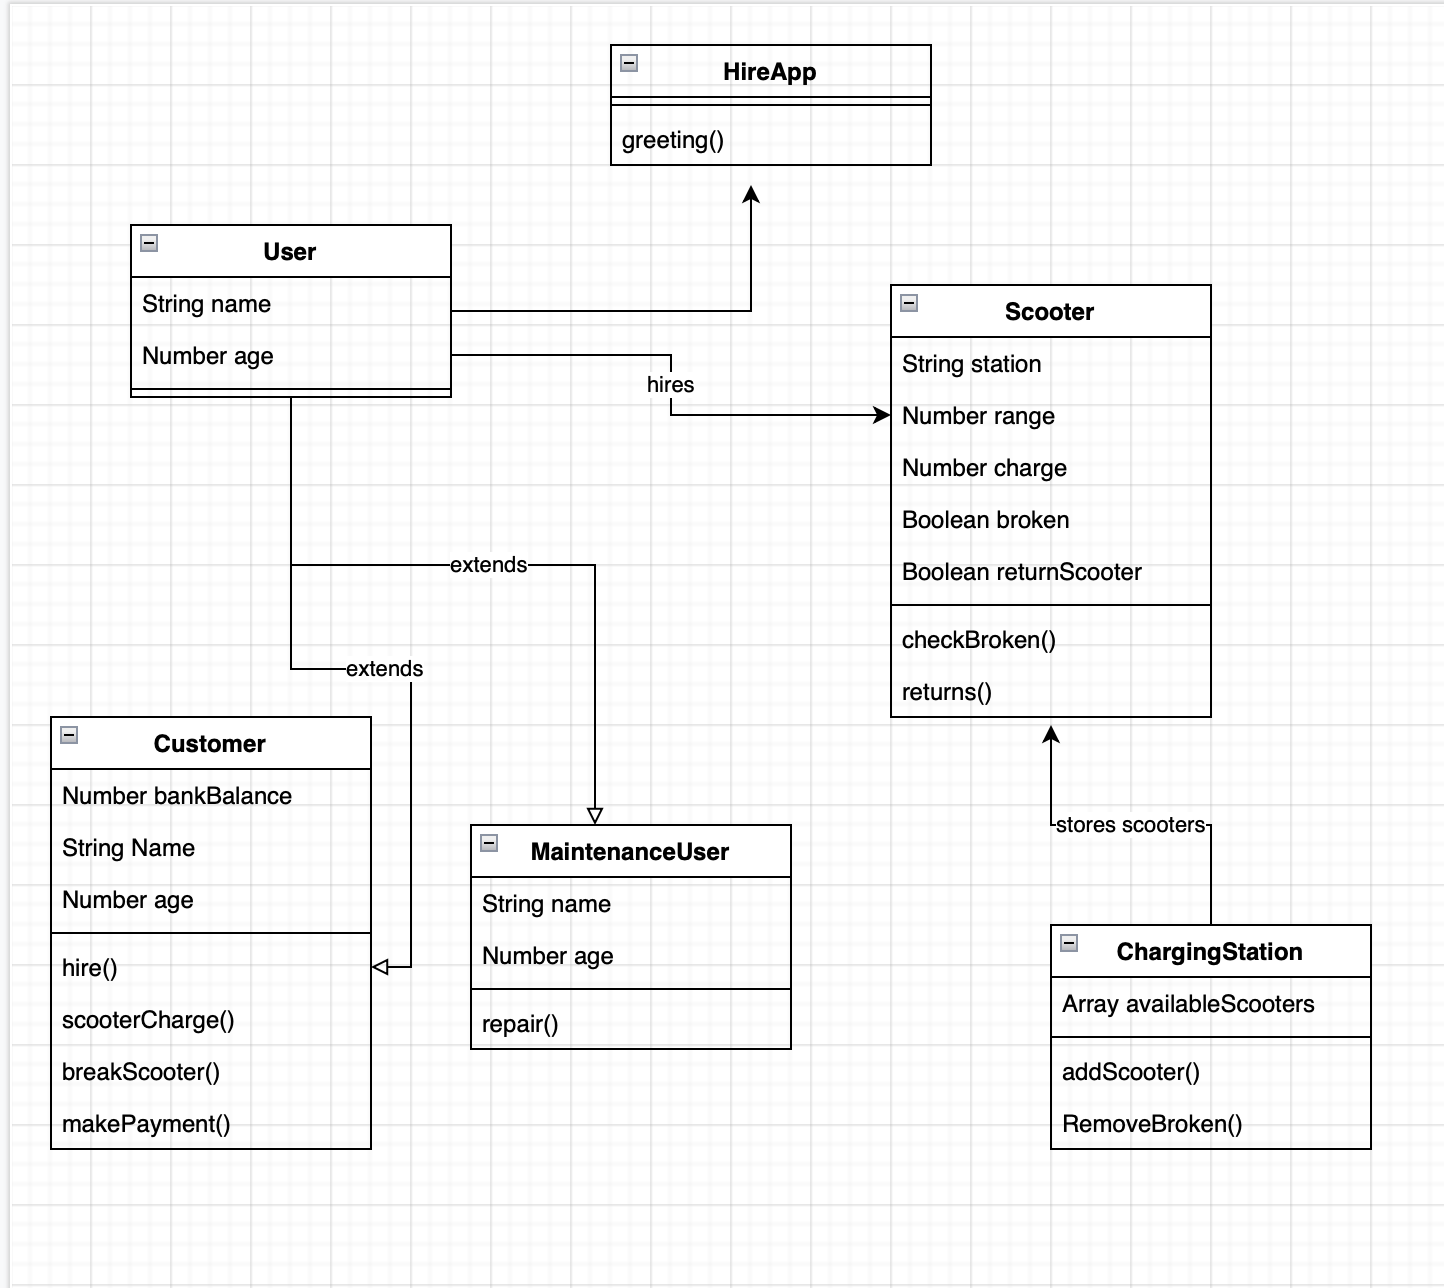 HireApp
greeting()
User
String name
Number age
hires
Scooter
String station
Number range
Number charge
Boolean broken
Boolean returnScooter
checkBroken()
returns()
extends
extends
Customer
Number bankBalance
String Name
Number age
hire()
scooterCharge()
breakScooter()
makePayment()
MaintenanceUser
String name
Number age
repair()
stores scooters
ChargingStation
Array availableScooters
addScooter()
RemoveBroken()